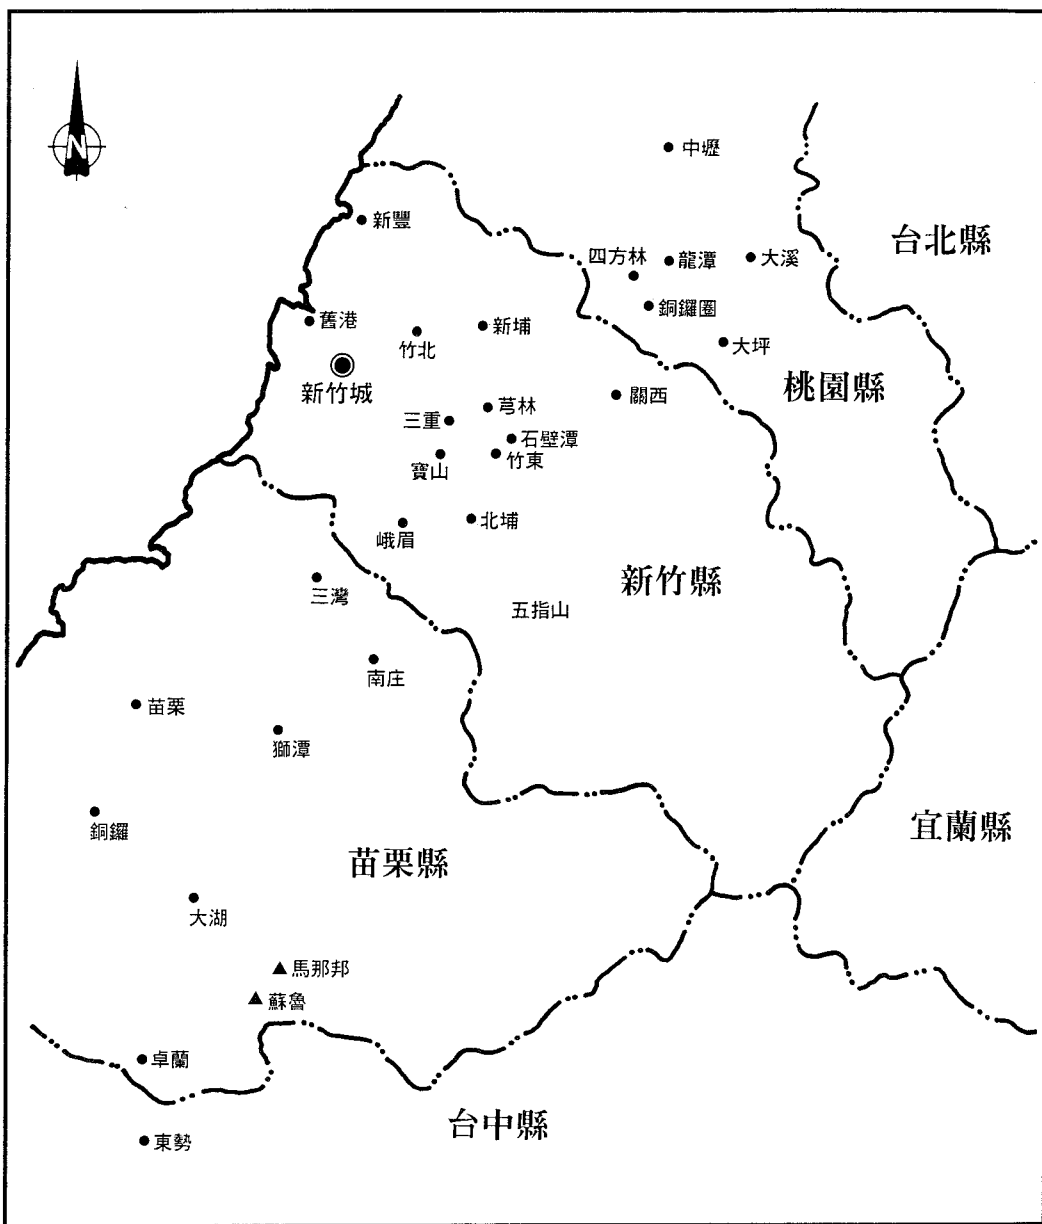 N
中壢
新豐
台北縣
四方林
龍潭
大溪
銅鑼圈
舊港
竹北
新埔
大坪
新竹城
桃園縣
關西
芎林
三重
石壁潭
寶山
竹東
北埔
峨眉
新竹縣
三灣
五指山
南庄
苗栗
獅潭
銅鑼
宜蘭縣
苗栗縣
大湖
馬那邦
蘇魯
卓蘭
台中縣
東勢